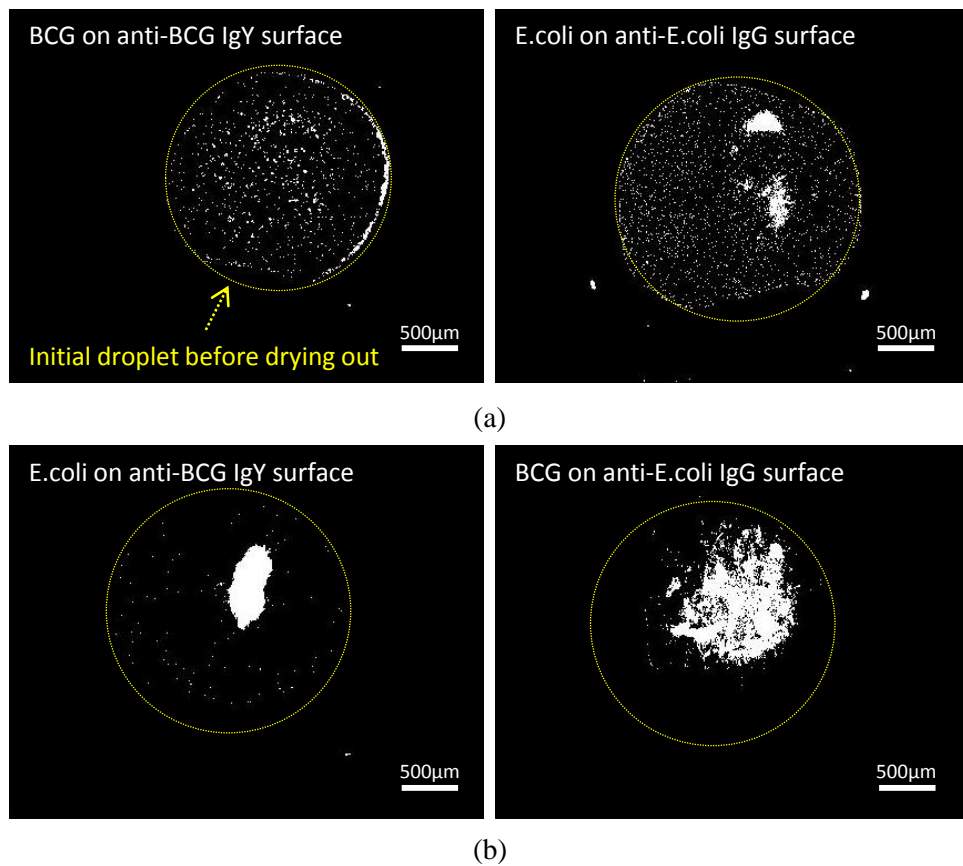 BCG on anti-BCG IgY surface
E.coli on anti-E.coli IgG surface
Initial droplet before drying out
500μm
500μm
(a)
E.coli on anti-BCG IgY surface
BCG on anti-E.coli IgG surface
500μm
500μm
(b)